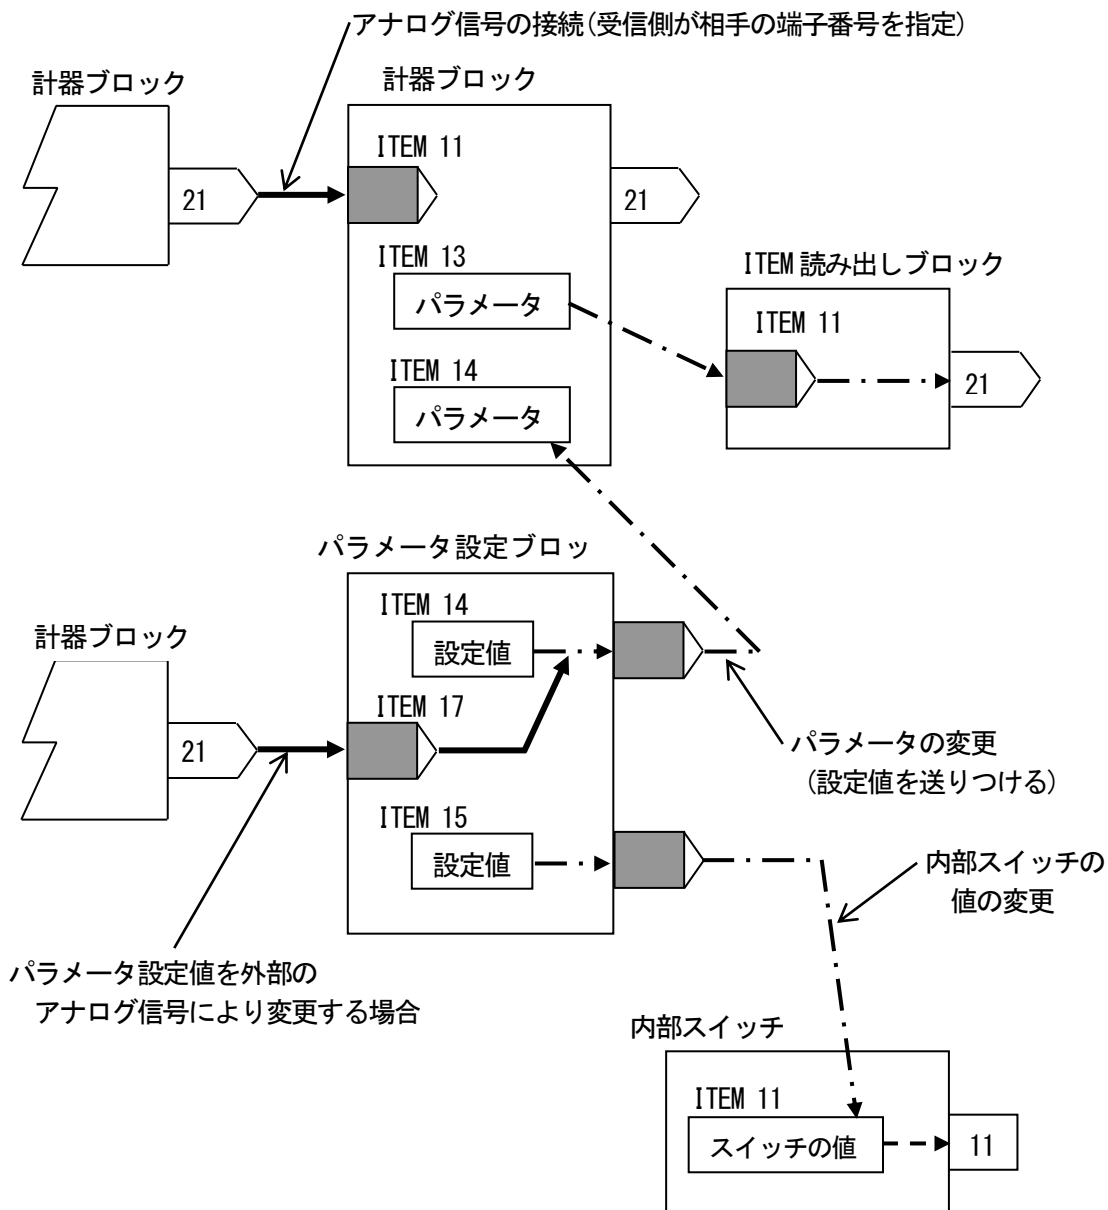 アナログ信号の接続(受信側が相手の端子番号を指定)
計器ブロック
計器ブロック
ITEM 11
21
21
ITEM 13
パラメータ
ITEM読み出しブロック
ITEM 11
ITEM 14
パラメータ
21
パラメータ設定ブロッ
ITEM 14
設定値
計器ブロック
ITEM 17
21
パラメータの変更
(設定値を送りつける)
ITEM 15
設定値
内部スイッチの
値の変更
パラメータ設定値を外部の
アナログ信号により変更する場合
内部スイッチ
ITEM 11
スイッチの値
11